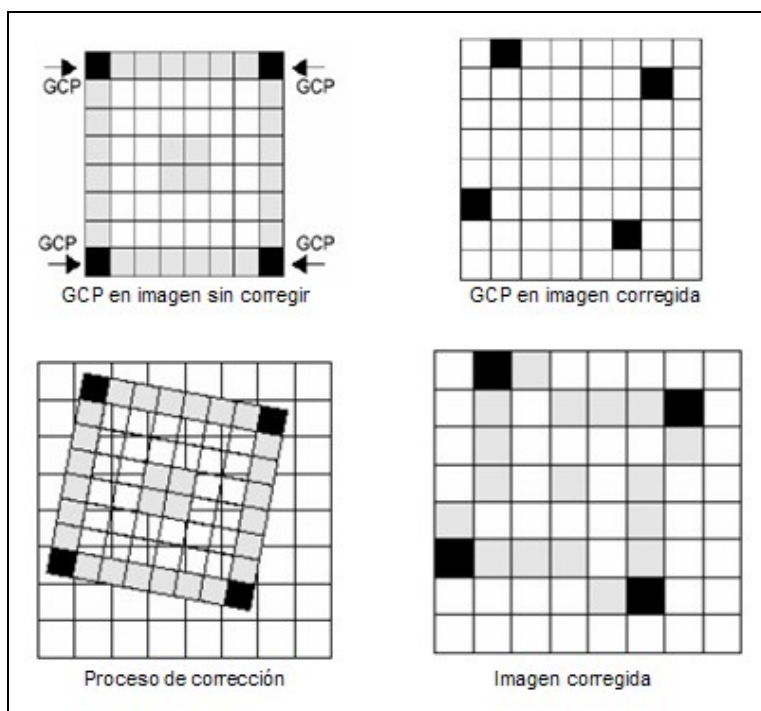 GCP
GCP
GCP
GCP
GCP en imagen sin corregir
GCP en imagen corregida
Proceso de corrección
Imagen corregida